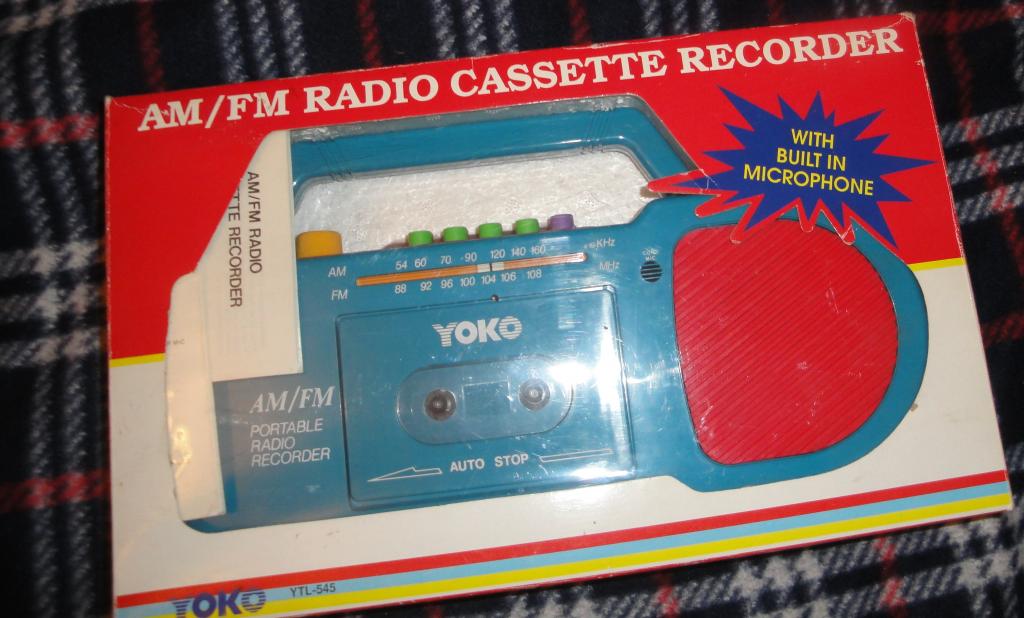 AM/FM RADIO CASSETTE RECORDER
WITH
BUILT IN
MICROPHONE
AM/FM RADIO
TTE RECORDER
AM 54 60 70 90 120 140 160 KHz
FM 88 92 96 100 104 106 108 MHz
MIC
YOKO
AM/FM
PORTABLE
RADIO
RECORDER
AUTO STOP
YOKO YTL-545